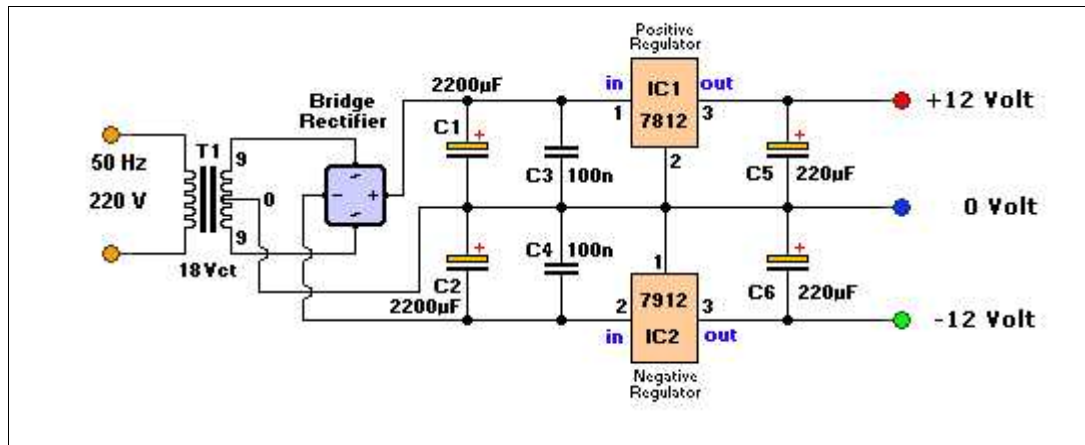 Positive
Regulator
2200µF
in
IC1
out
1
7812
3
+12 Volt
Bridge
Rectifier
C1
+
50 Hz
T1
9
2
C3
100n
C5
+
220µF
220 V
0
-
+
0 Volt
9
18Vct
C4
100n
1
C2
+
2200µF
2
7912
3
C6
+
220µF
in
IC2
out
-12 Volt
Negative
Regulator